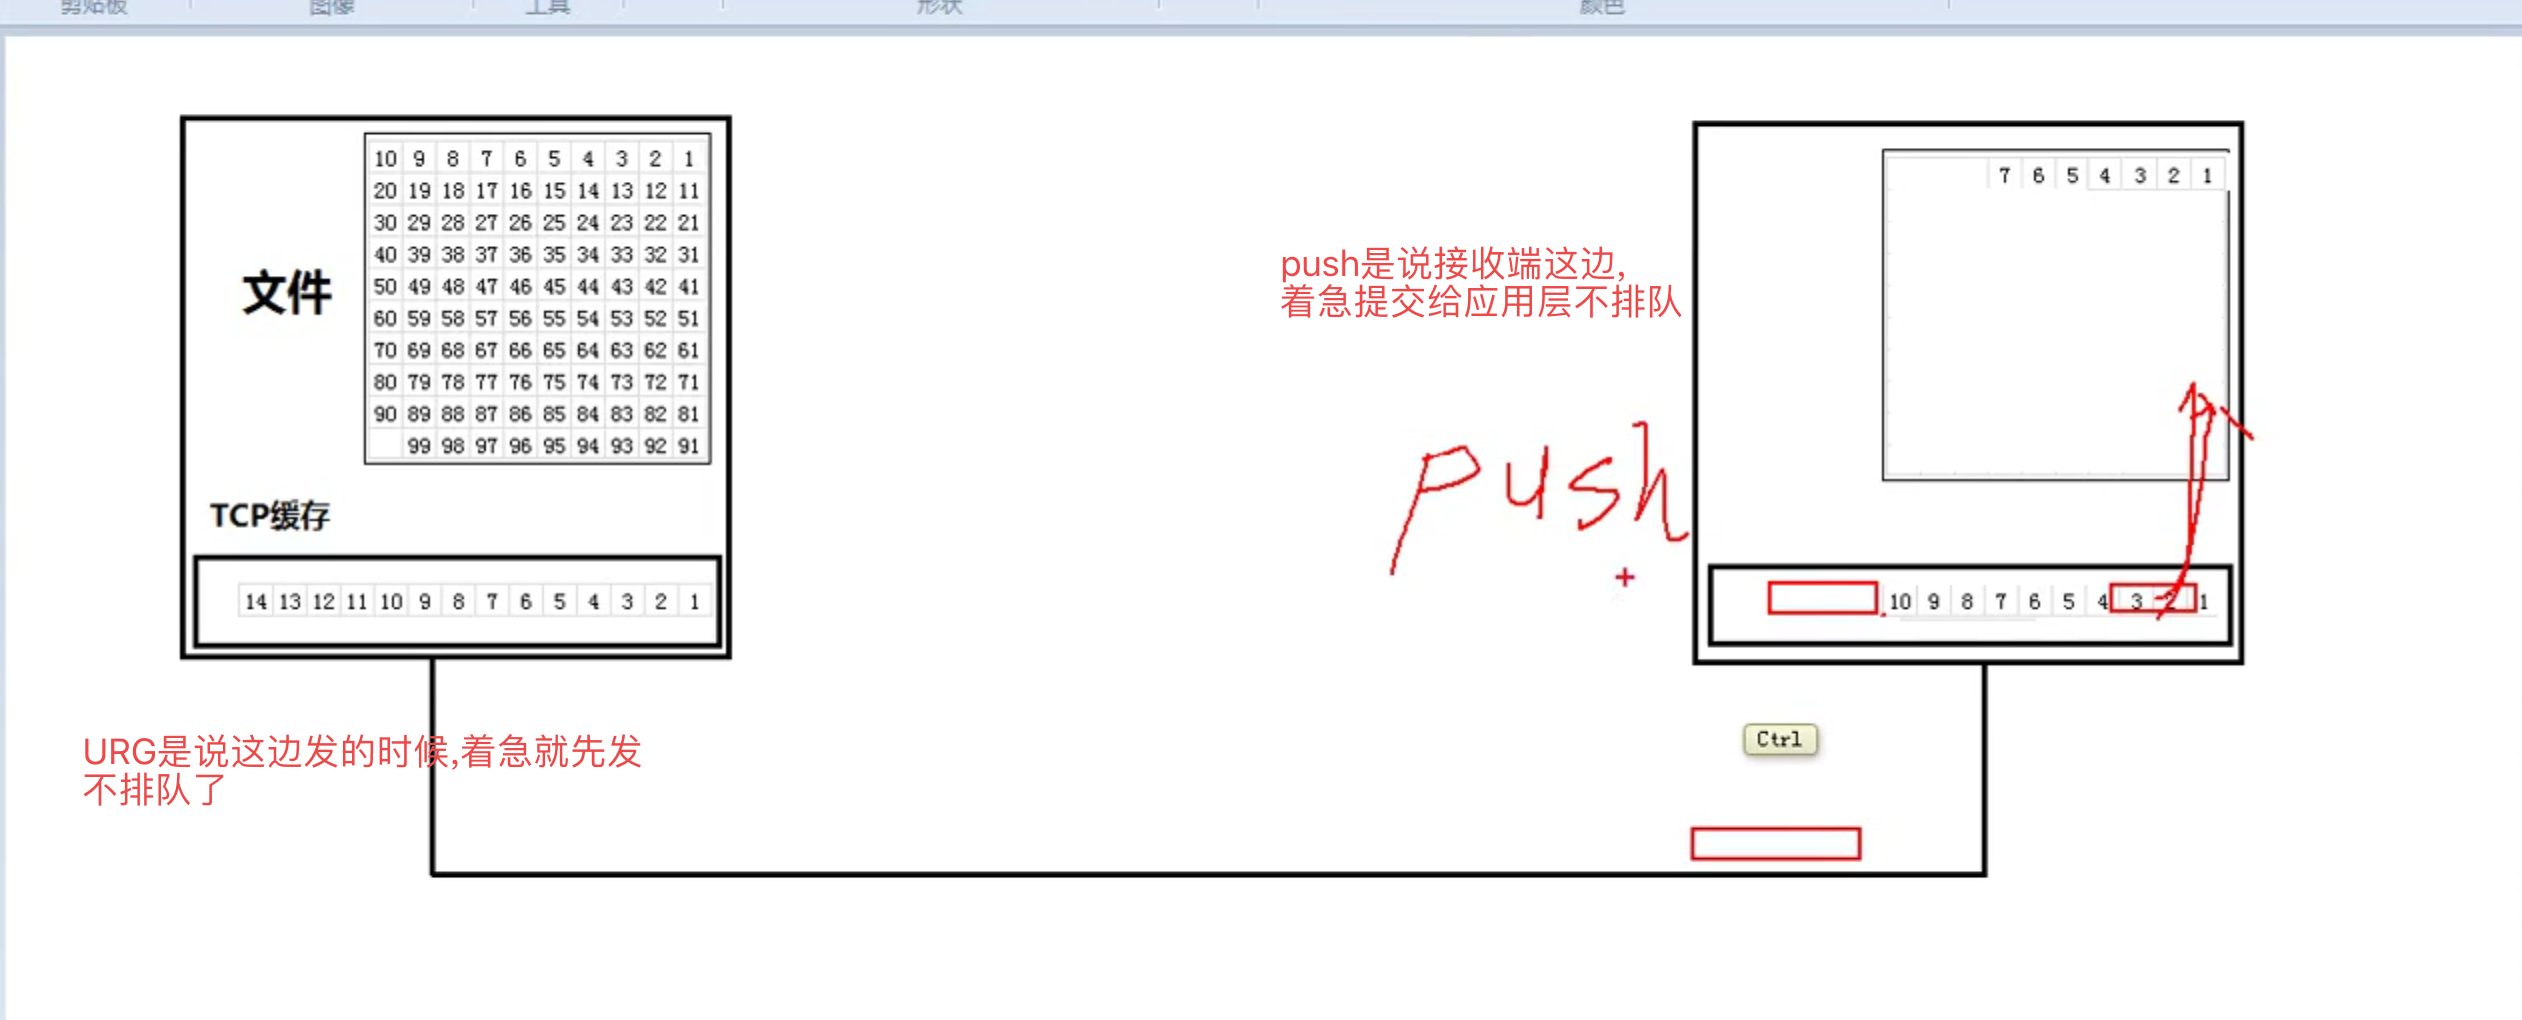 剪贴板 图像 工具 形状 颜色
10 9 8 7 6 5 4 3 2 1
20 19 18 17 16 15 14 13 12 11
30 29 28 27 26 25 24 23 22 21
40 39 38 37 36 35 34 33 32 31
50 49 48 47 46 45 44 43 42 41
60 59 58 57 56 55 54 53 52 51
70 69 68 67 66 65 64 63 62 61
80 79 78 77 76 75 74 73 72 71
90 89 88 87 86 85 84 83 82 81
99 98 97 96 95 94 93 92 91
文件
TCP缓存
14 13 12 11 10 9 8 7 6 5 4 3 2 1
URG是说这边发的时候,着急就先发
不排队了
push是说接收端这边,
着急提交给应用层不排队
push
7 6 5 4 3 2 1
10 9 8 7 6 5 4 3 2 1
Ctrl